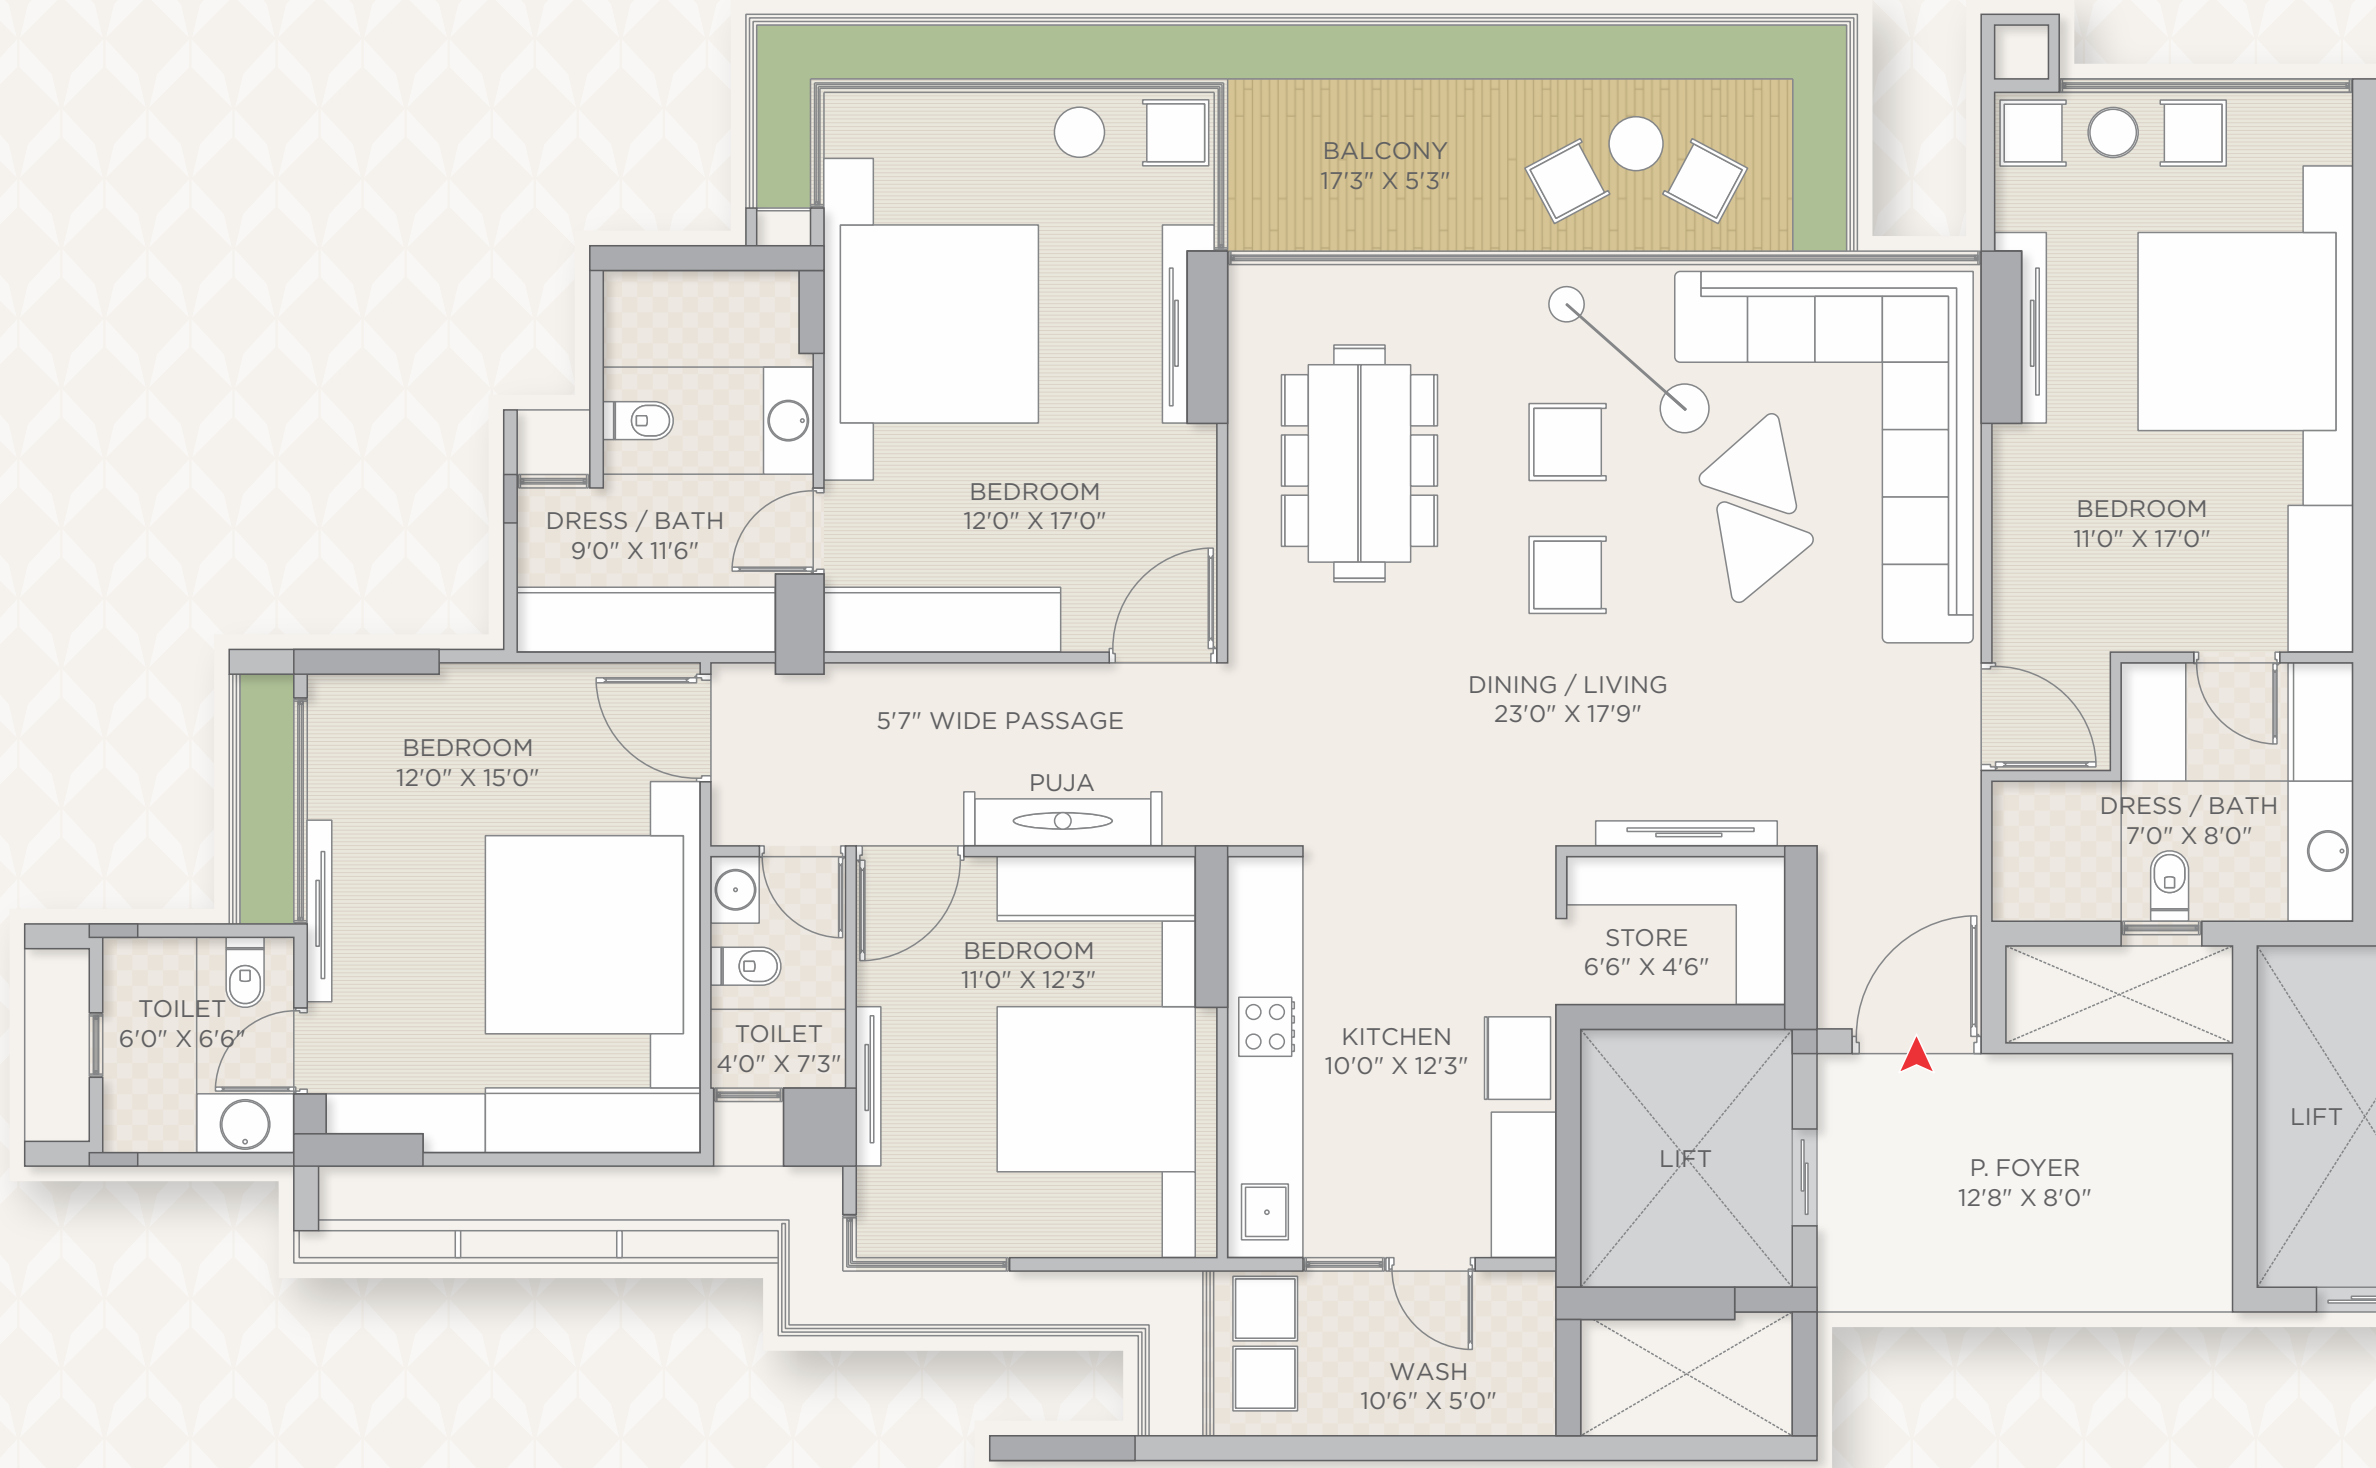 BALCONY
17'3" X 5'3"
BEDROOM
12'0" X 17'0"
BEDROOM
11'0" X 17'0"
DRESS / BATH
9'0" X 11'6"
DINING / LIVING
23'0" X 17'9"
5'7" WIDE PASSAGE
BEDROOM
12'0" X 15'0"
PUJA
DRESS / BATH
7'0" X 8'0"
BEDROOM
11'0" X 12'3"
STORE
6'6" X 4'6"
TOILET
6'0" X 6'6"
TOILET
4'0" X 7'3"
KITCHEN
10'0" X 12'3"
LIFT
LIFT
P. FOYER
12'8" X 8'0"
WASH
10'6" X 5'0"